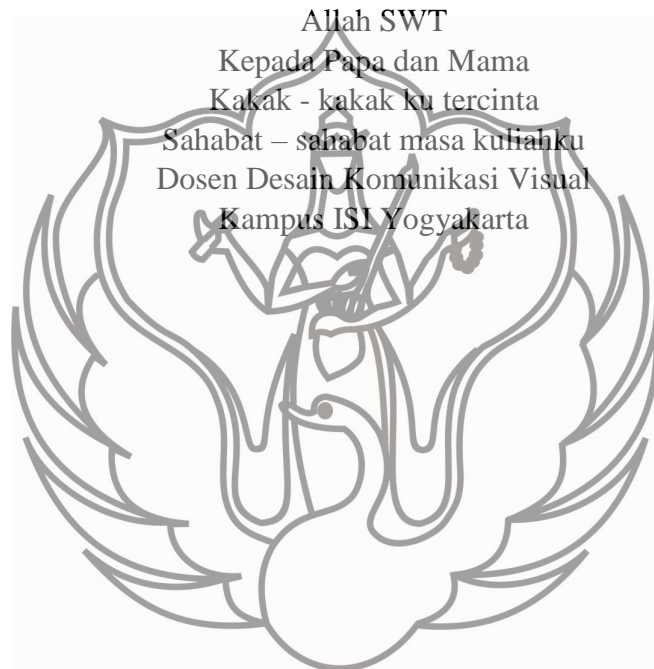 Allah SWT
Kepada Papa dan Mama
Kakak - kakak ku tercinta
Sahabat – sahabat masa kuliahku
Dosen Desain Komunikasi Visual
Kampus ISI Yogyakarta